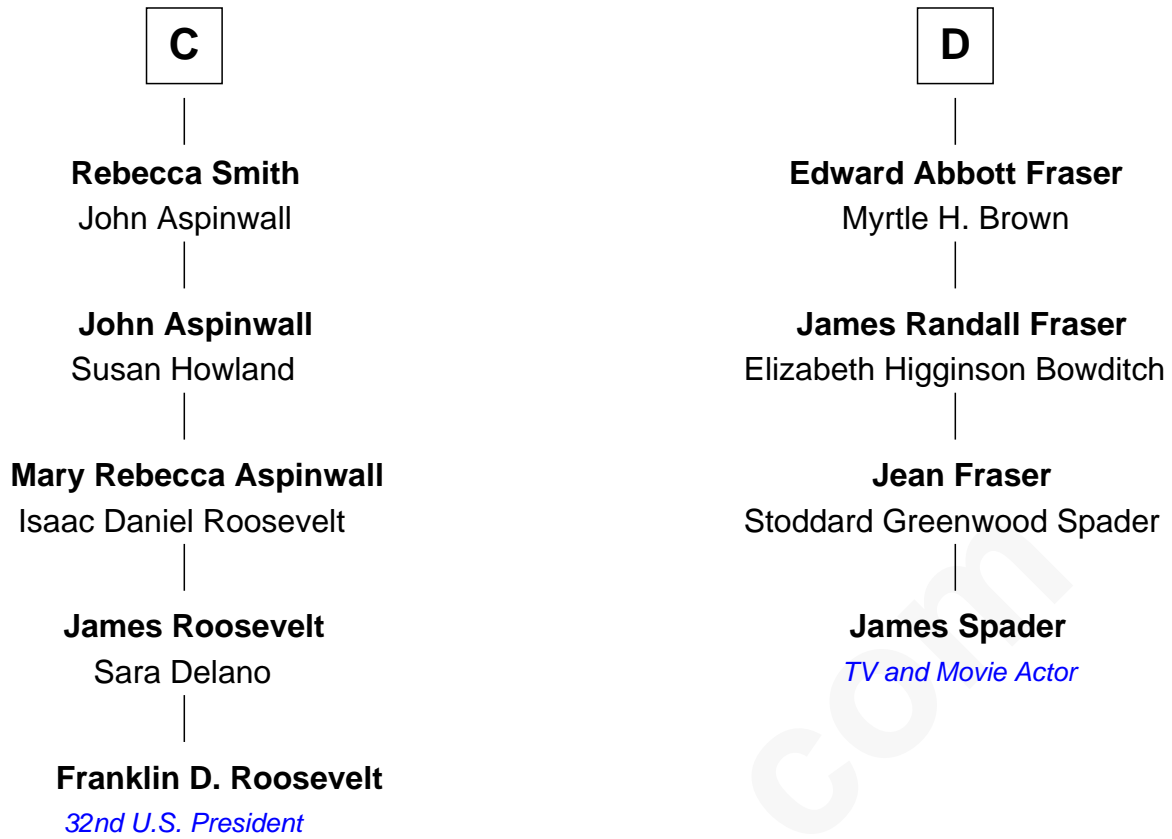 C
Rebecca Smith
John Aspinwall
John Aspinwall
Susan Howland
Mary Rebecca Aspinwall
Isaac Daniel Roosevelt
James Roosevelt
Sara Delano
Franklin D. Roosevelt
32nd U.S. President
D
Edward Abbott Fraser
Myrtle H. Brown
James Randall Fraser
Elizabeth Higginson Bowditch
Jean Fraser
Stoddard Greenwood Spader
James Spader
TV and Movie Actor
com